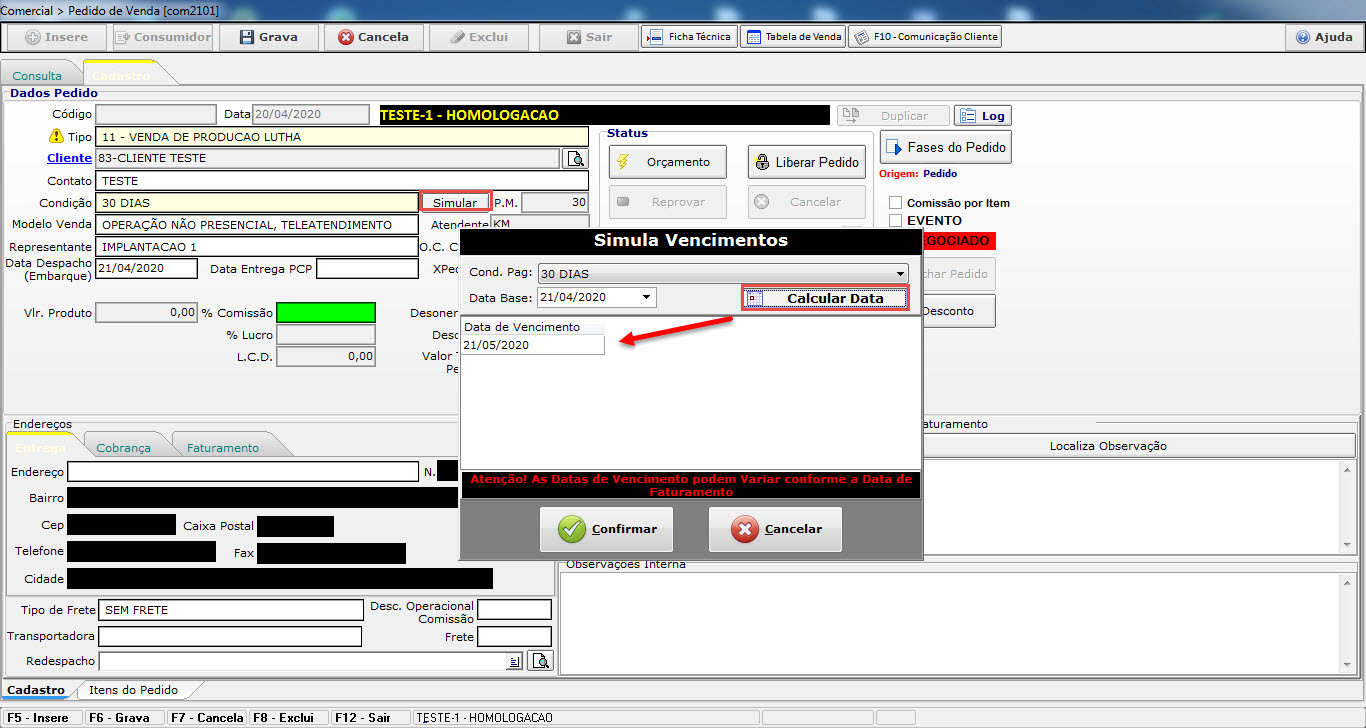 Comercial > Pedido de Venda [com2101]
Insere Consumidor Grava Cancela Exclui Sair Ficha Técnica Tabela de Venda F10 - Comunicação Cliente Ajuda
Consulta Cadastro
Dados Pedido
Código Data 20/04/2020 TESTE-1 - HOMOLOGACAO Duplicar Log
Tipo 11 - VENDA DE PRODUCAO LUTHA
Status
Cliente 83-CLIENTE TESTE Orçamento Liberar Pedido Fases do Pedido
Contato TESTE
Origem: Pedido
Condição 30 DIAS Simular P.M. 30 Reprovar Cancelar Comissão por Item
Modelo Venda OPERAÇÃO NÃO PRESENCIAL, TELEATENDIMENTO Atendente KM EVENTO
Representante IMPLANTACAO 1 O.C. C
EGOCIADO
Data Despacho (Embarque) 21/04/2020 Data Entrega PCP XPed
char Pedido
Vlr. Produto 0,00 % Comissão Desoner
Desconto
% Lucro Desc
L.C.D. 0,00 Valor T
Pe
Simula Vencimentos
Cond. Pag: 30 DIAS
Data Base: 21/04/2020 Calcular Data
Data de Vencimento
21/05/2020
Atenção! As Datas de Vencimento podem Variar conforme a Data de
Faturamento
Confirmar Cancelar
Endereços
aturamento
Entrega Cobrança Faturamento
Localiza Observação
Endereço N.
Bairro
Cep Caixa Postal
Telefone Fax
Cidade
Observações Interna
Tipo de Frete SEM FRETE Desc. Operacional
Comissão
Transportadora Frete
Redespacho
Cadastro Itens do Pedido
F5 - Insere F6 - Grava F7 - Cancela F8 - Exclui F12 - Sair TESTE-1 - HOMOLOGACAO